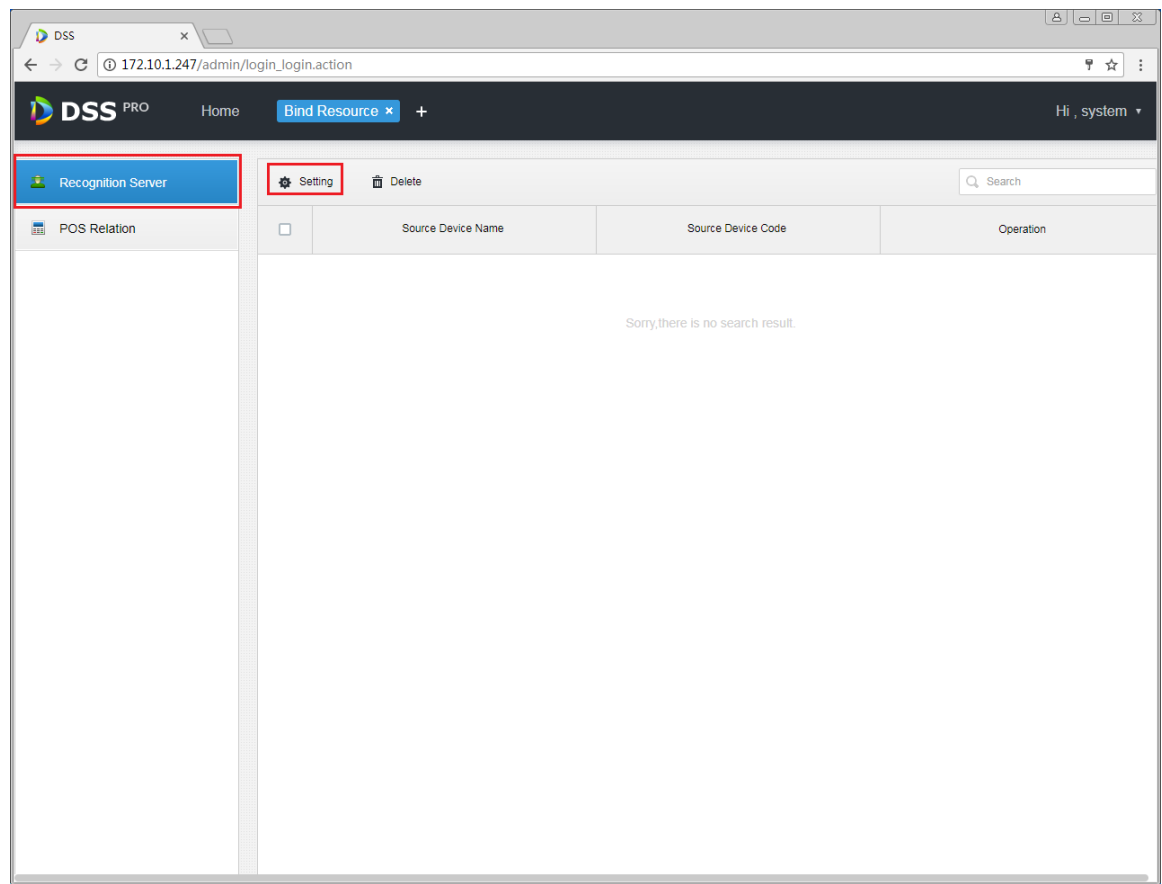 DSS
172.10.1.247/admin/login_login.action
DSS PRO Home Bind Resource × + Hi , system
Recognition Server Setting Delete Search
POS Relation Source Device Name Source Device Code Operation
Sorry,there is no search result.